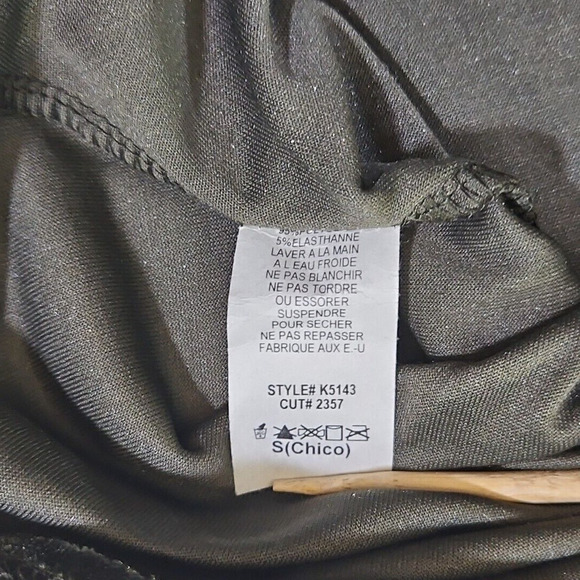 5%ELASTHANNE
LAVER A LA MAIN
A L EAU FROIDE
NE PAS BLANCHIR
NE PAS TORDRE
OU ESSORER
SUSPENDRE
POUR SECHER
NE PAS REPASSER
FABRIQUE AUX E.-U
STYLE# K5143
CUT# 2357
S(Chico)